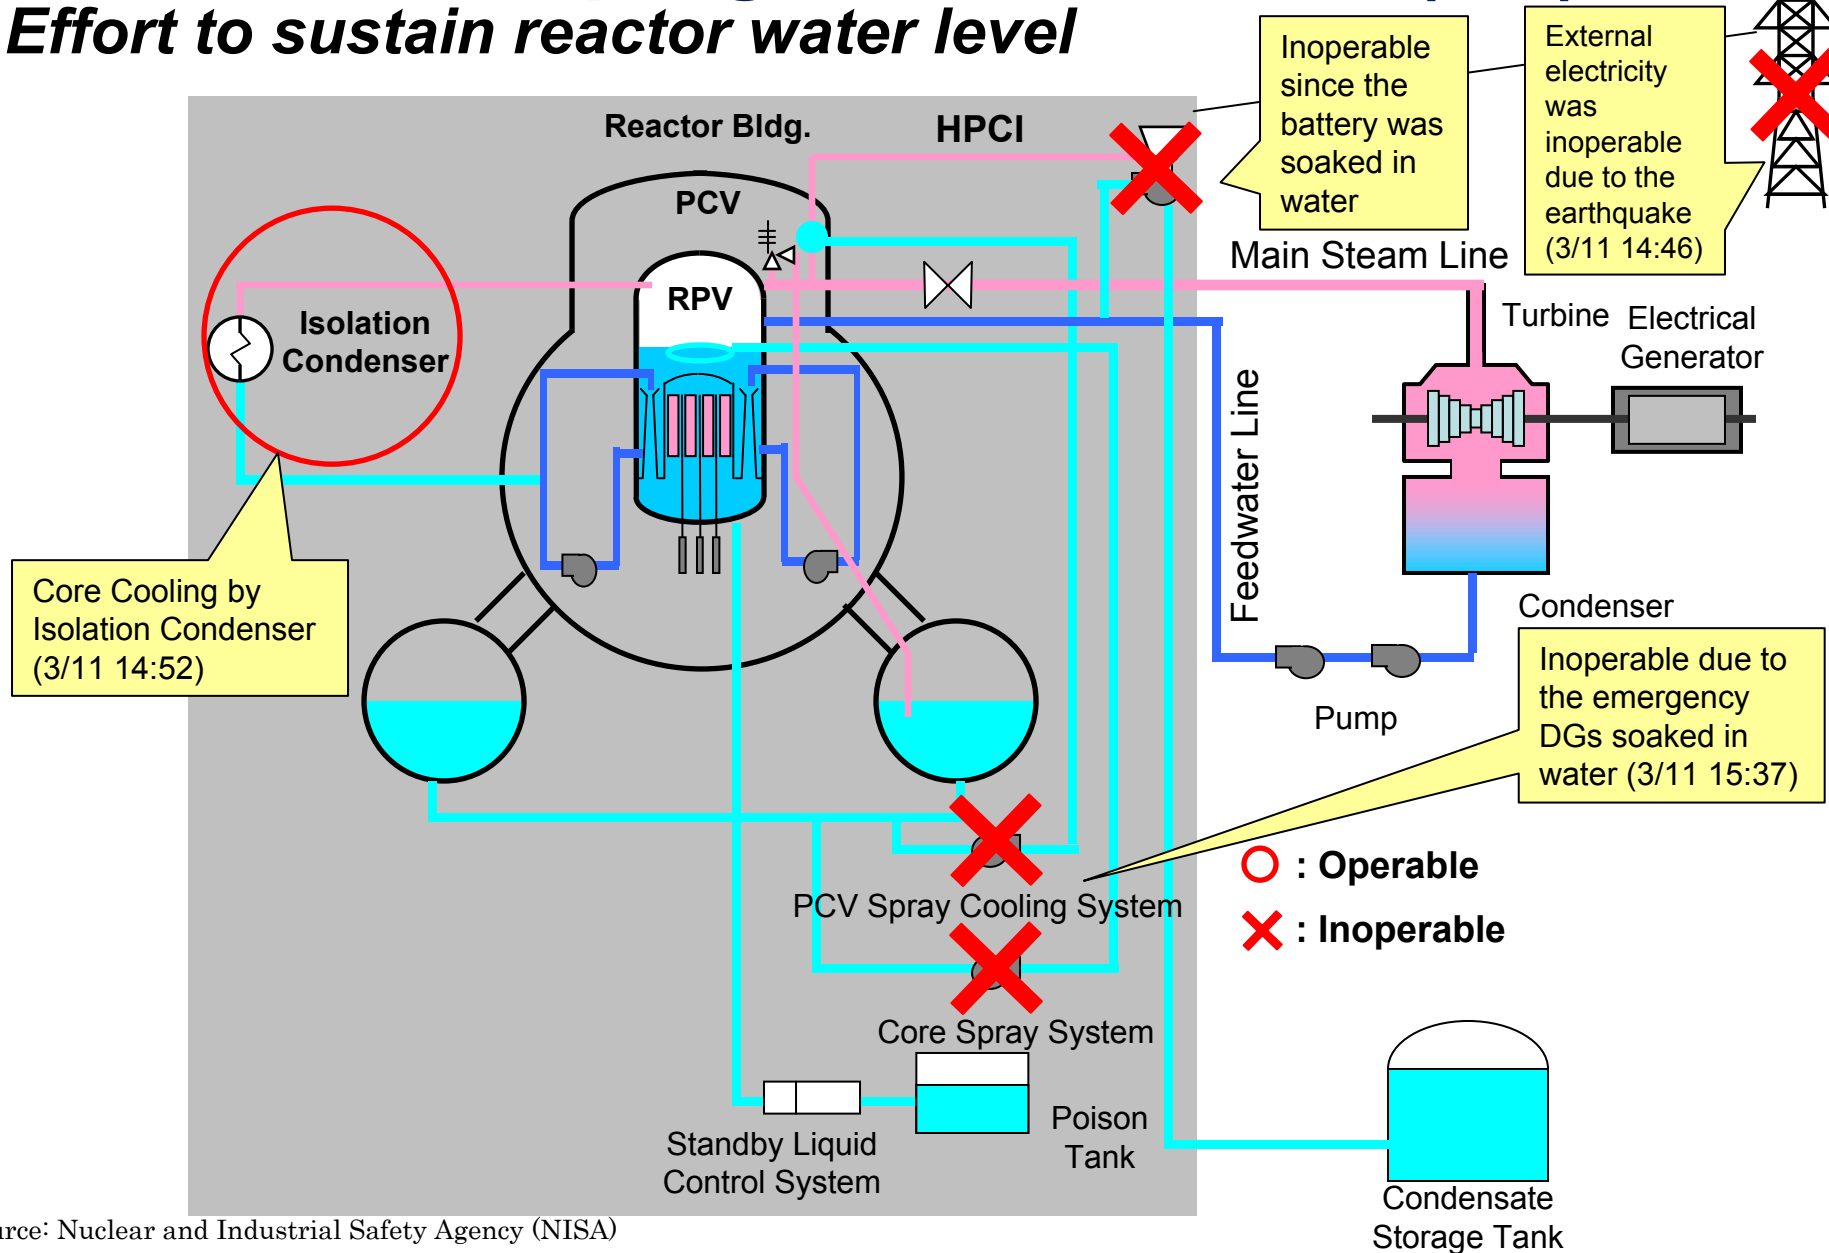 Effort to sustain reactor water level
Inoperable
since the
battery was
soaked in
water
External
electricity
was
inoperable
due to the
earthquake
(3/11 14:46)
Reactor Bldg.
HPCI
PCV
RPV
Isolation
Condenser
Main Steam Line
Turbine
Electrical
Generator
Feedwater Line
Core Cooling by
Isolation Condenser
(3/11 14:52)
Condenser
Pump
Inoperable due to
the emergency
DGs soaked in
water (3/11 15:37)
: Operable
: Inoperable
PCV Spray Cooling System
Core Spray System
Poison
Tank
Standby Liquid
Control System
Condensate
Storage Tank
urce: Nuclear and Industrial Safety Agency (NISA)